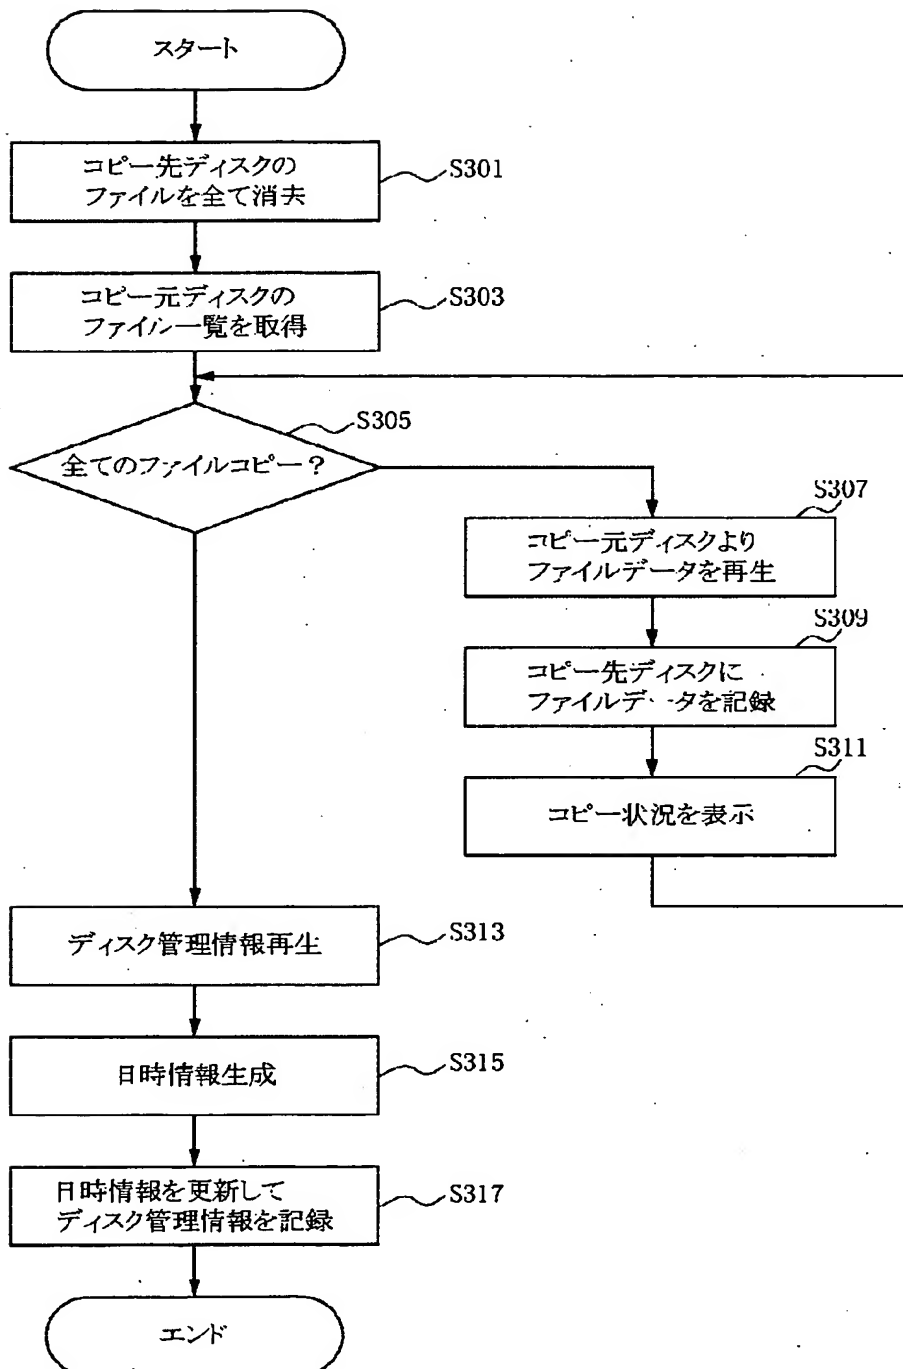 スタート
コピー先ディスクの
ファイルを全て消去
S301
コピー元ディスクの
ファイル一覧を取得
S303
S305
全てのファイルコピー？
S307
コピー元ディスクより
ファイルデータを再生
S309
コピー先ディスクに
ファイルデータを記録
S311
コピー状況を表示
ディスク管理情報再生
S313
日時情報生成
S315
日時情報を更新して
ディスク管理情報を記録
S317
エンド